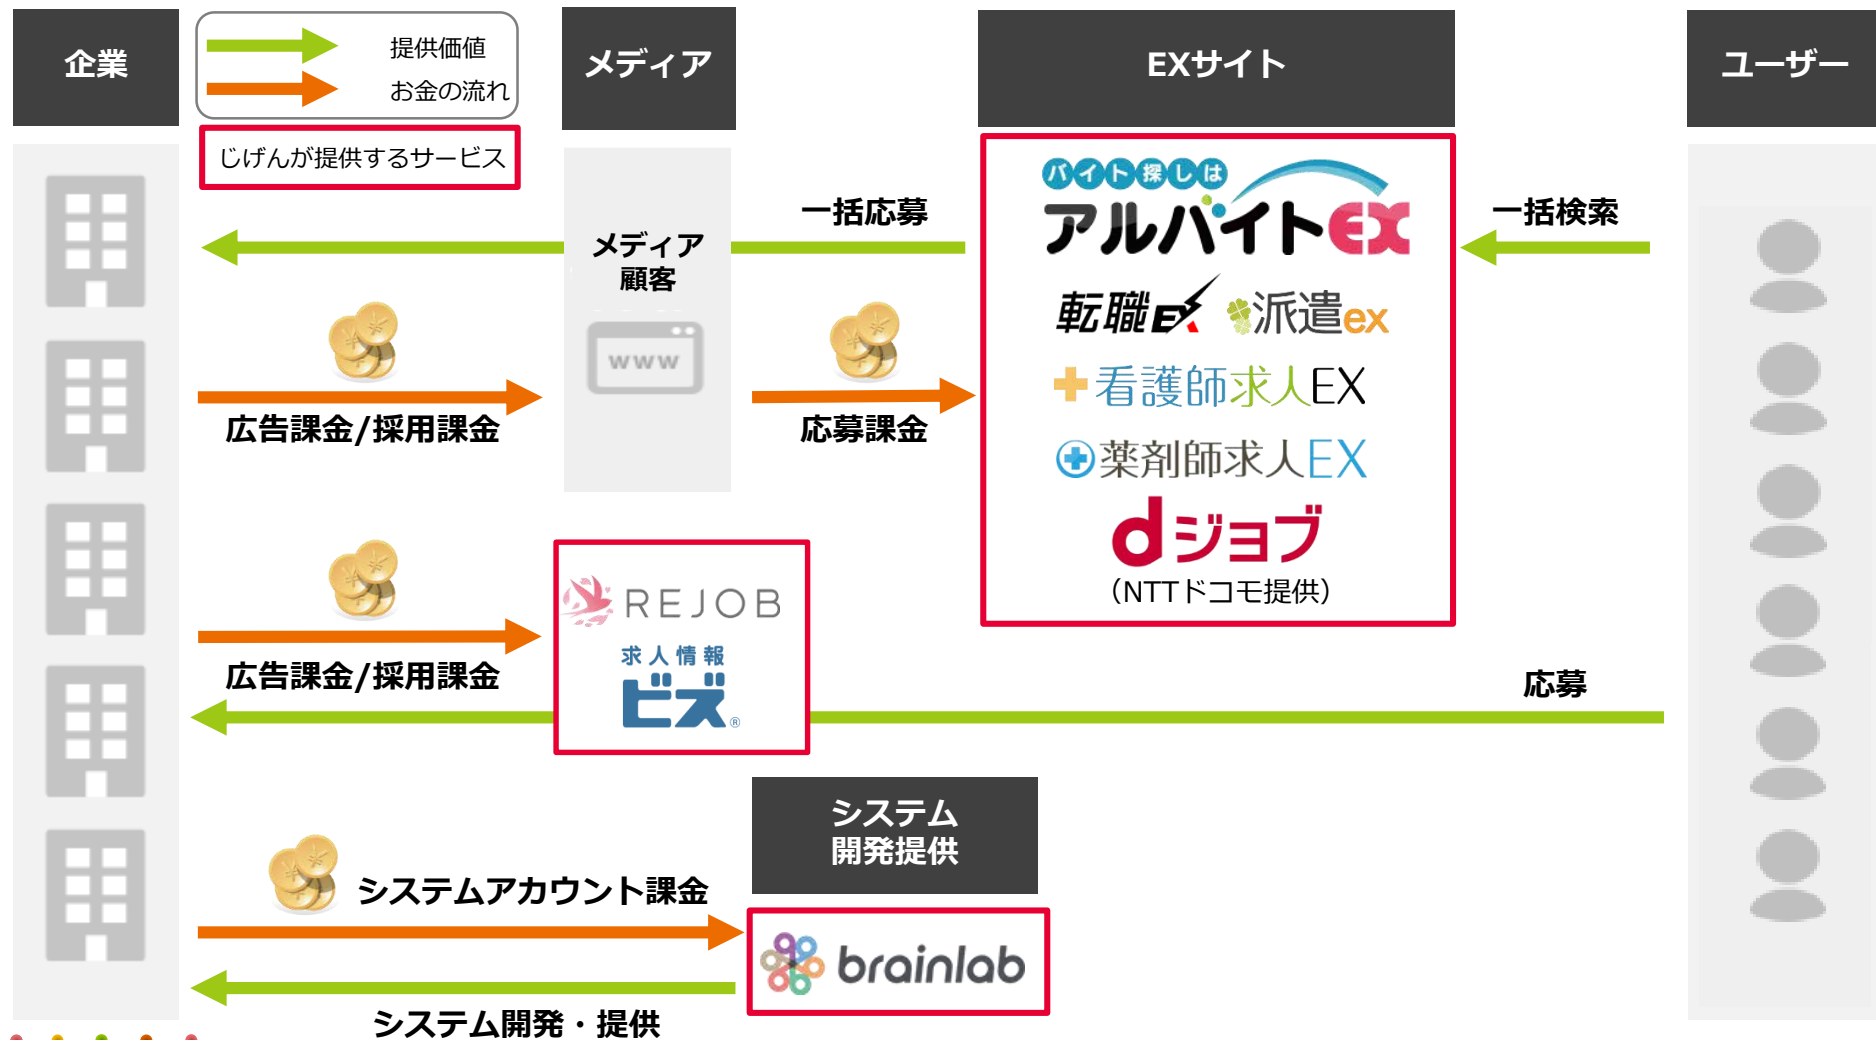 企業
提供価値
お金の流れ
じげんが提供するサービス
メディア
EXサイト
ユーザー
一括応募
一括検索
メディア
顧客
www
広告課金/採用課金
応募課金
バイト探しは
アルバイトEX
転職EX
派遣ex
看護師求人EX
薬剤師求人EX
dジョブ
（NTTドコモ提供）
REJOB
求人情報
ビズ®
広告課金/採用課金
応募
システム
開発提供
システムアカウント課金
brainlab
システム開発・提供